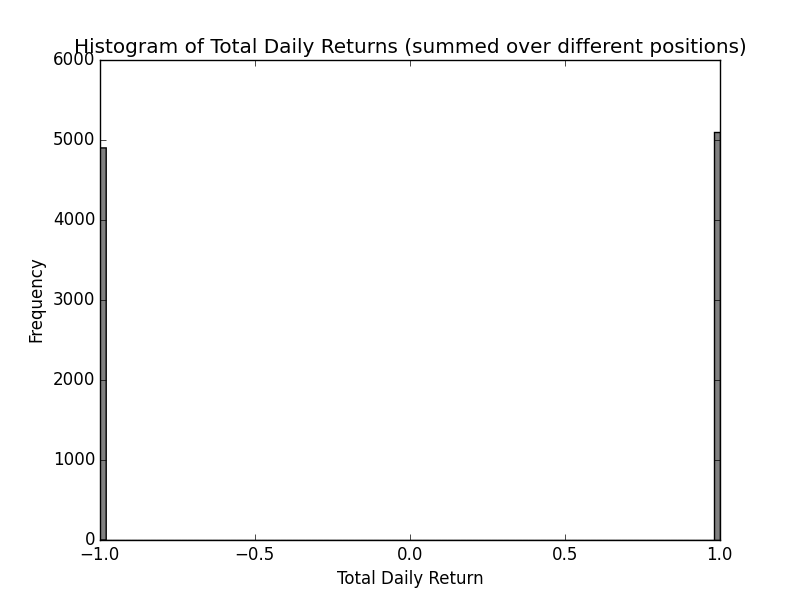 Histogram of Total Daily Returns (summed over different positions)
6000
5000
4000
3000
2000
1000
0
Frequency
−1.0 −0.5 0.0 0.5 1.0
Total Daily Return